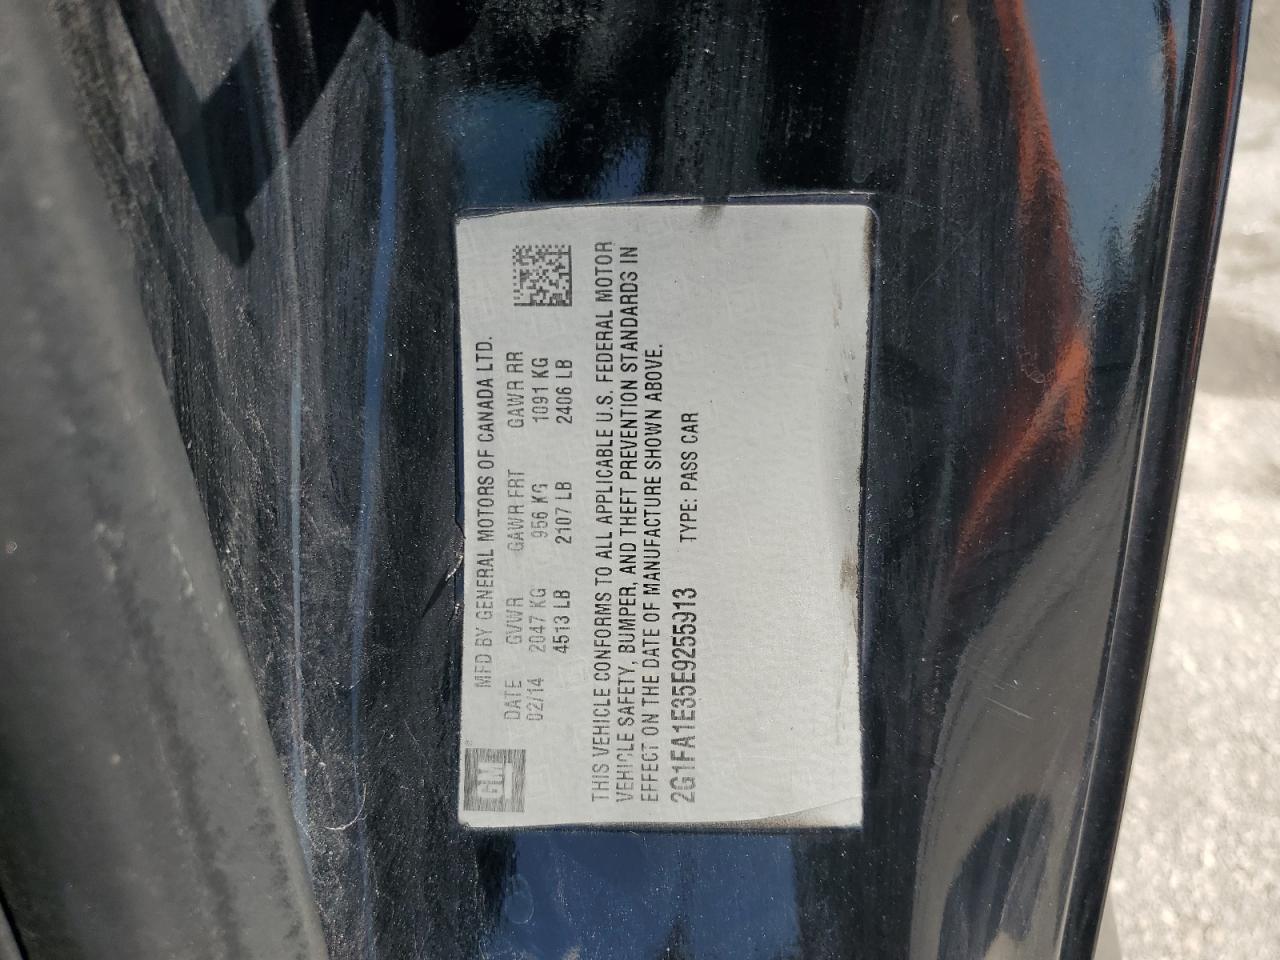 GM®
MFD BY GENERAL MOTORS OF CANADA LTD.
DATE GVWR GAWR FRT GAWR RR
02/14 2047 KG 956 KG 1091 KG
4513 LB 2107 LB 2406 LB
THIS VEHICLE CONFORMS TO ALL APPLICABLE U.S. FEDERAL MOTOR
VEHICLE SAFETY, BUMPER, AND THEFT PREVENTION STANDARDS IN
EFFECT ON THE DATE OF MANUFACTURE SHOWN ABOVE.
2G1FA1E35E9255913 TYPE: PASS CAR